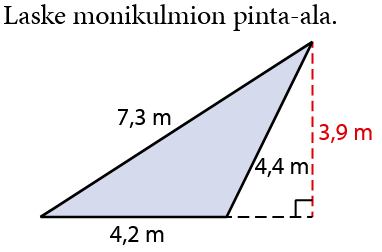 Laske monikulmion pinta-ala.
7,3 m
3,9 m
4,4 m
4,2 m